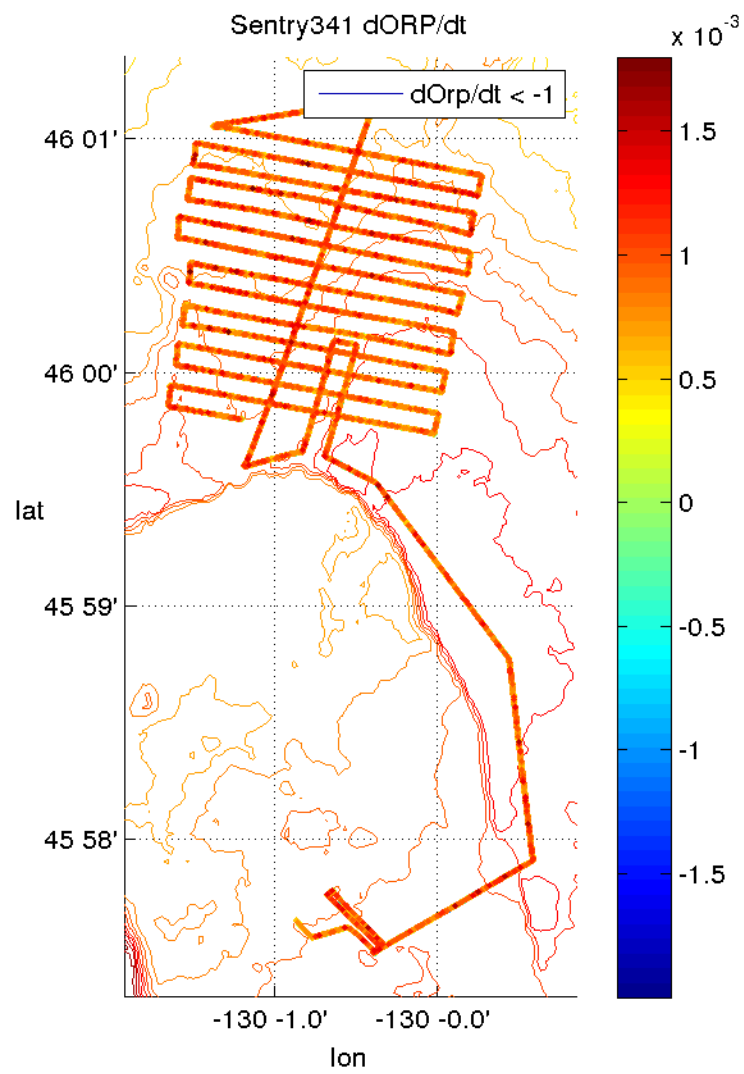 Sentry341 dORP/dt
x 10⁻³
dOrp/dt < -1
46 01'
46 00'
45 59'
45 58'
lat
-130 -1.0'
-130 -0.0'
lon
1.5
1
0.5
0
-0.5
-1
-1.5